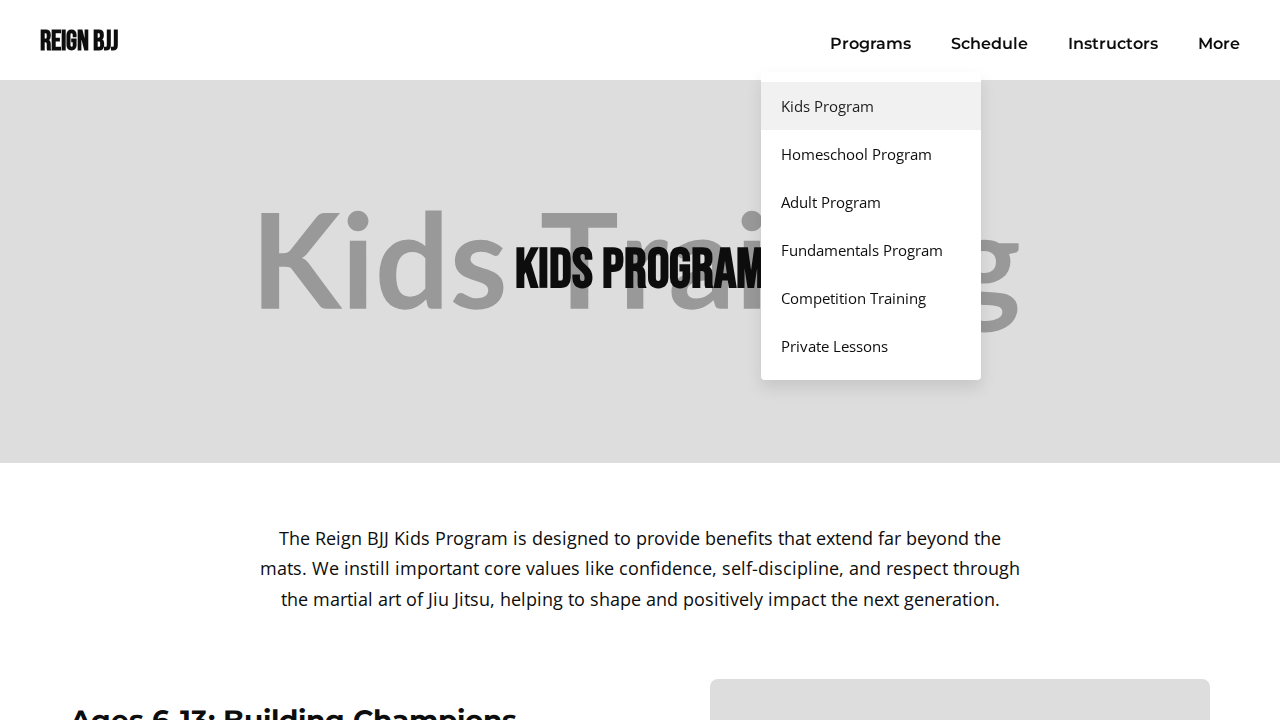 REIGN BJJ
Programs
Schedule
Instructors
More
Kids Program
Homeschool Program
Adult Program
Fundamentals Program
Competition Training
Private Lessons
Kids Training
KIDS PROGRAM
The Reign BJJ Kids Program is designed to provide benefits that extend far beyond the
mats. We instill important core values like confidence, self-discipline, and respect through
the martial art of Jiu Jitsu, helping to shape and positively impact the next generation.
Ages 6-13: Building Champions